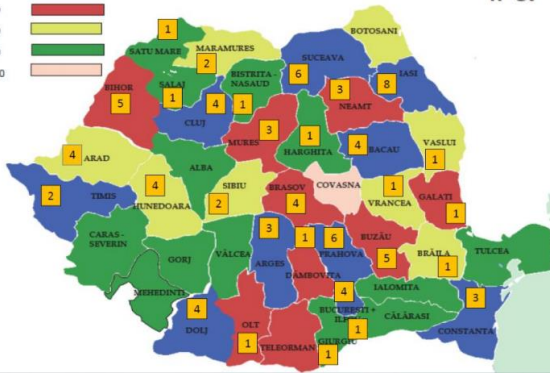 BOTOSANI
1
SATU MARE
MARAMURES
2
SUCEAVA
6
BISTRITA -
NASAUD
1
IASI
8
BIHOR
5
SALAJ
1
4
CLUJ
3
NEAMT
3
MURES
1
HARGHITA
4
BACAU
VASLUI
1
4
ARAD
ALBA
2
TIMIS
4
HUNEDOARA
SIBIU
2
BRASOV
4
COVASNA
1
VRANCEA
GALATI
1
CARAS -
SEVERIN
GORJ
VÂLCEA
3
ARGES
1
6
PRAHOVA
BUZĂU
5
BRĂILA
1
TULCEA
MEHEDINTI
DÂMBOVITA
4
IALOMITA
3
4
DOLJ
BUCURESTI +
1
CĂLĂRASI
CONSTANTA
OLT
1
TELEORMAN
GIURGIU
1